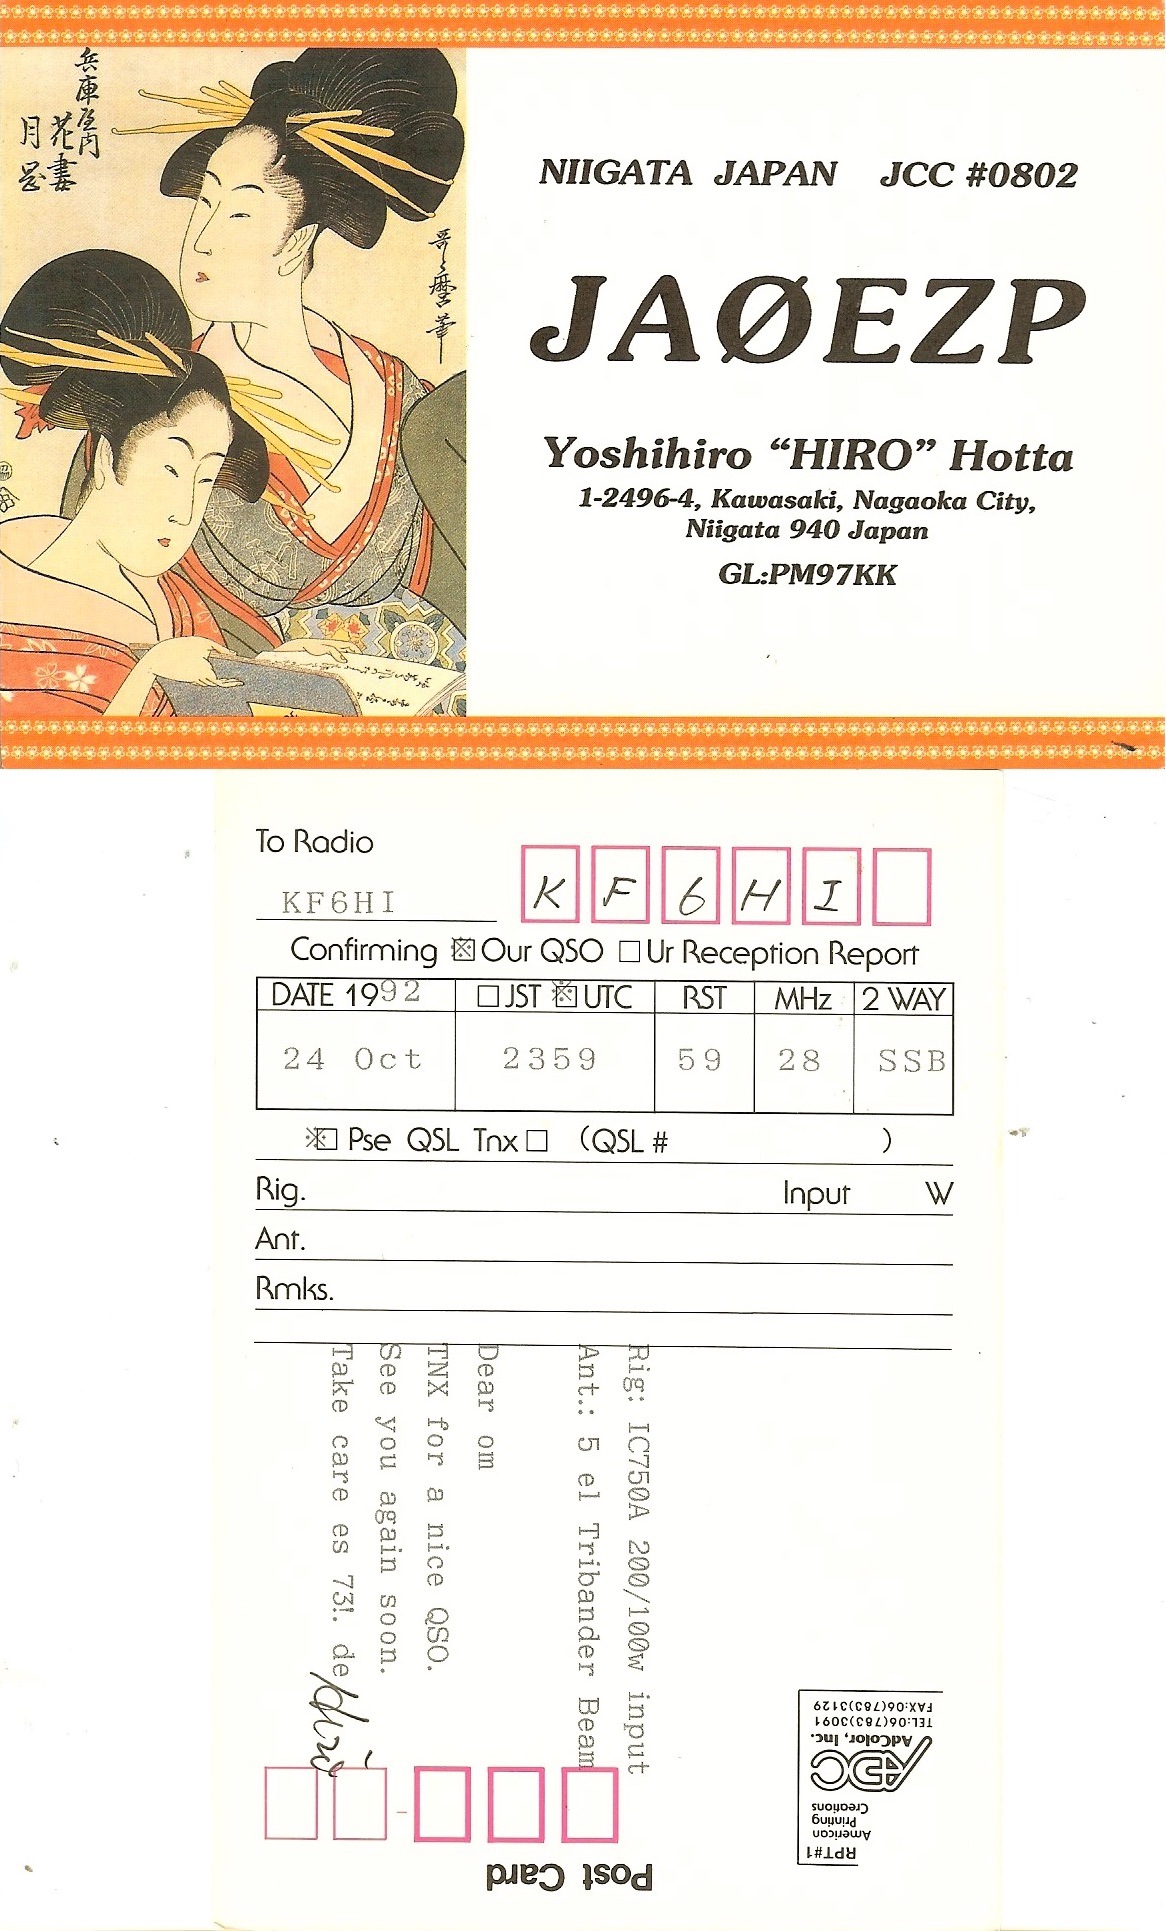 兵庫屋内
花妻
月岡
哥麿筆
NIIGATA JAPAN JCC #0802
JAØEZP
Yoshihiro “HIRO” Hotta
1-2496-4, Kawasaki, Nagaoka City,
Niigata 940 Japan
GL:PM97KK
To Radio
KF6HI
K F 6 H I
Confirming ※☐ Our QSO ☐ Ur Reception Report
DATE 1992 ☐ JST ※☐ UTC RST MHz 2 WAY
24 Oct 2359 59 28 SSB
※☐ Pse QSL Tnx ☐ (QSL # )
Rig. Input W
Ant.
Rmks.
Rig: IC750A 200/100w input
Ant.: 5 el Tribander Beam
Dear om
TNX for a nice QSO.
See you again soon.
Take care es 73!. de Hiro
Post Card
RPT#1
American
Printing
Creations
ADC
AdColor, Inc.
TEL:06(783)3091
FAX:06(783)3129